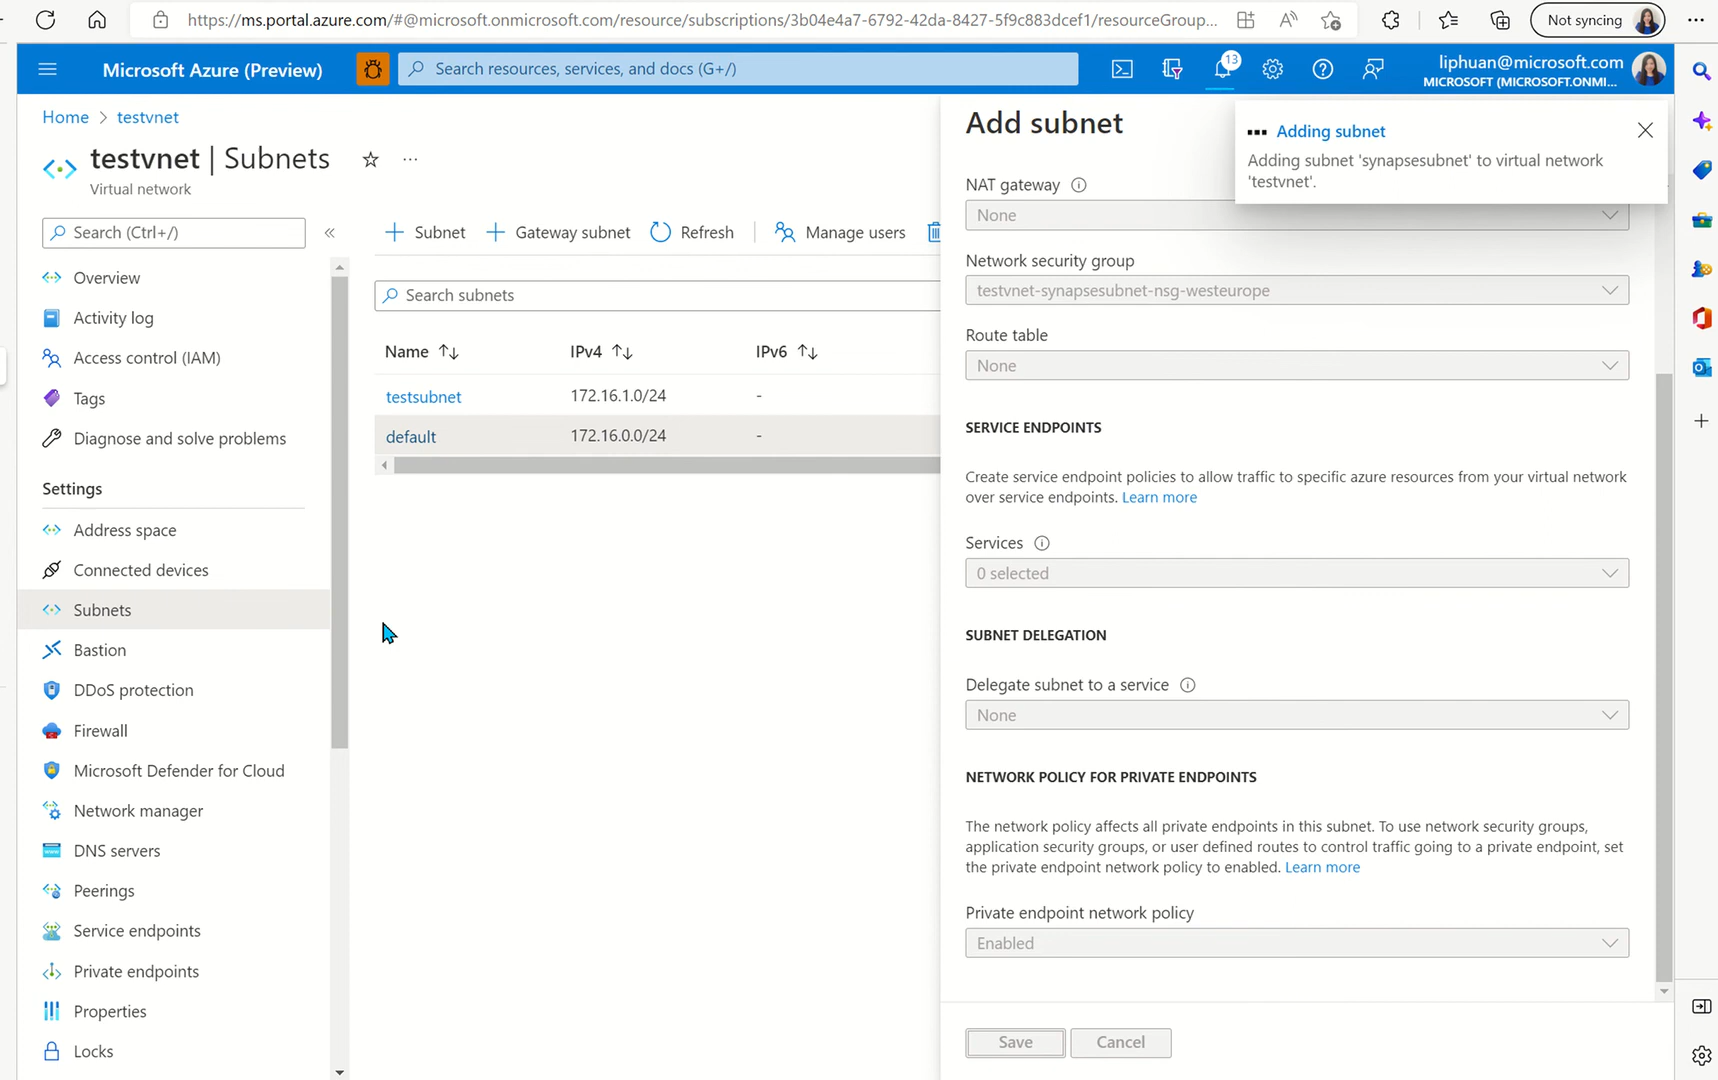 https://ms.portal.azure.com/#@microsoft.onmicrosoft.com/resource/subscriptions/3b04e4a7-6792-42da-8427-5f9c883dcef1/resourceGroup...
Not syncing
Microsoft Azure (Preview)
Search resources, services, and docs (G+/)
13
liphuan@microsoft.com
MICROSOFT (MICROSOFT.ONMI...
Home > testvnet
testvnet | Subnets
...
Virtual network
Search (Ctrl+/)
«
Overview
Activity log
Access control (IAM)
Tags
Diagnose and solve problems
Settings
Address space
Connected devices
Subnets
Bastion
DDoS protection
Firewall
Microsoft Defender for Cloud
Network manager
DNS servers
Peerings
Service endpoints
Private endpoints
Properties
Locks
+ Subnet
+ Gateway subnet
Refresh
Manage users
Search subnets
Name ↑↓ IPv4 ↑↓ IPv6 ↑↓
testsubnet 172.16.1.0/24 -
default 172.16.0.0/24 -
Add subnet
Adding subnet
Adding subnet 'synapsesubnet' to virtual network
'testvnet'.
NAT gateway
None
Network security group
testvnet-synapsesubnet-nsg-westeurope
Route table
None
SERVICE ENDPOINTS
Create service endpoint policies to allow traffic to specific azure resources from your virtual network
over service endpoints. Learn more
Services
0 selected
SUBNET DELEGATION
Delegate subnet to a service
None
NETWORK POLICY FOR PRIVATE ENDPOINTS
The network policy affects all private endpoints in this subnet. To use network security groups,
application security groups, or user defined routes to control traffic going to a private endpoint, set
the private endpoint network policy to enabled. Learn more
Private endpoint network policy
Enabled
Save
Cancel